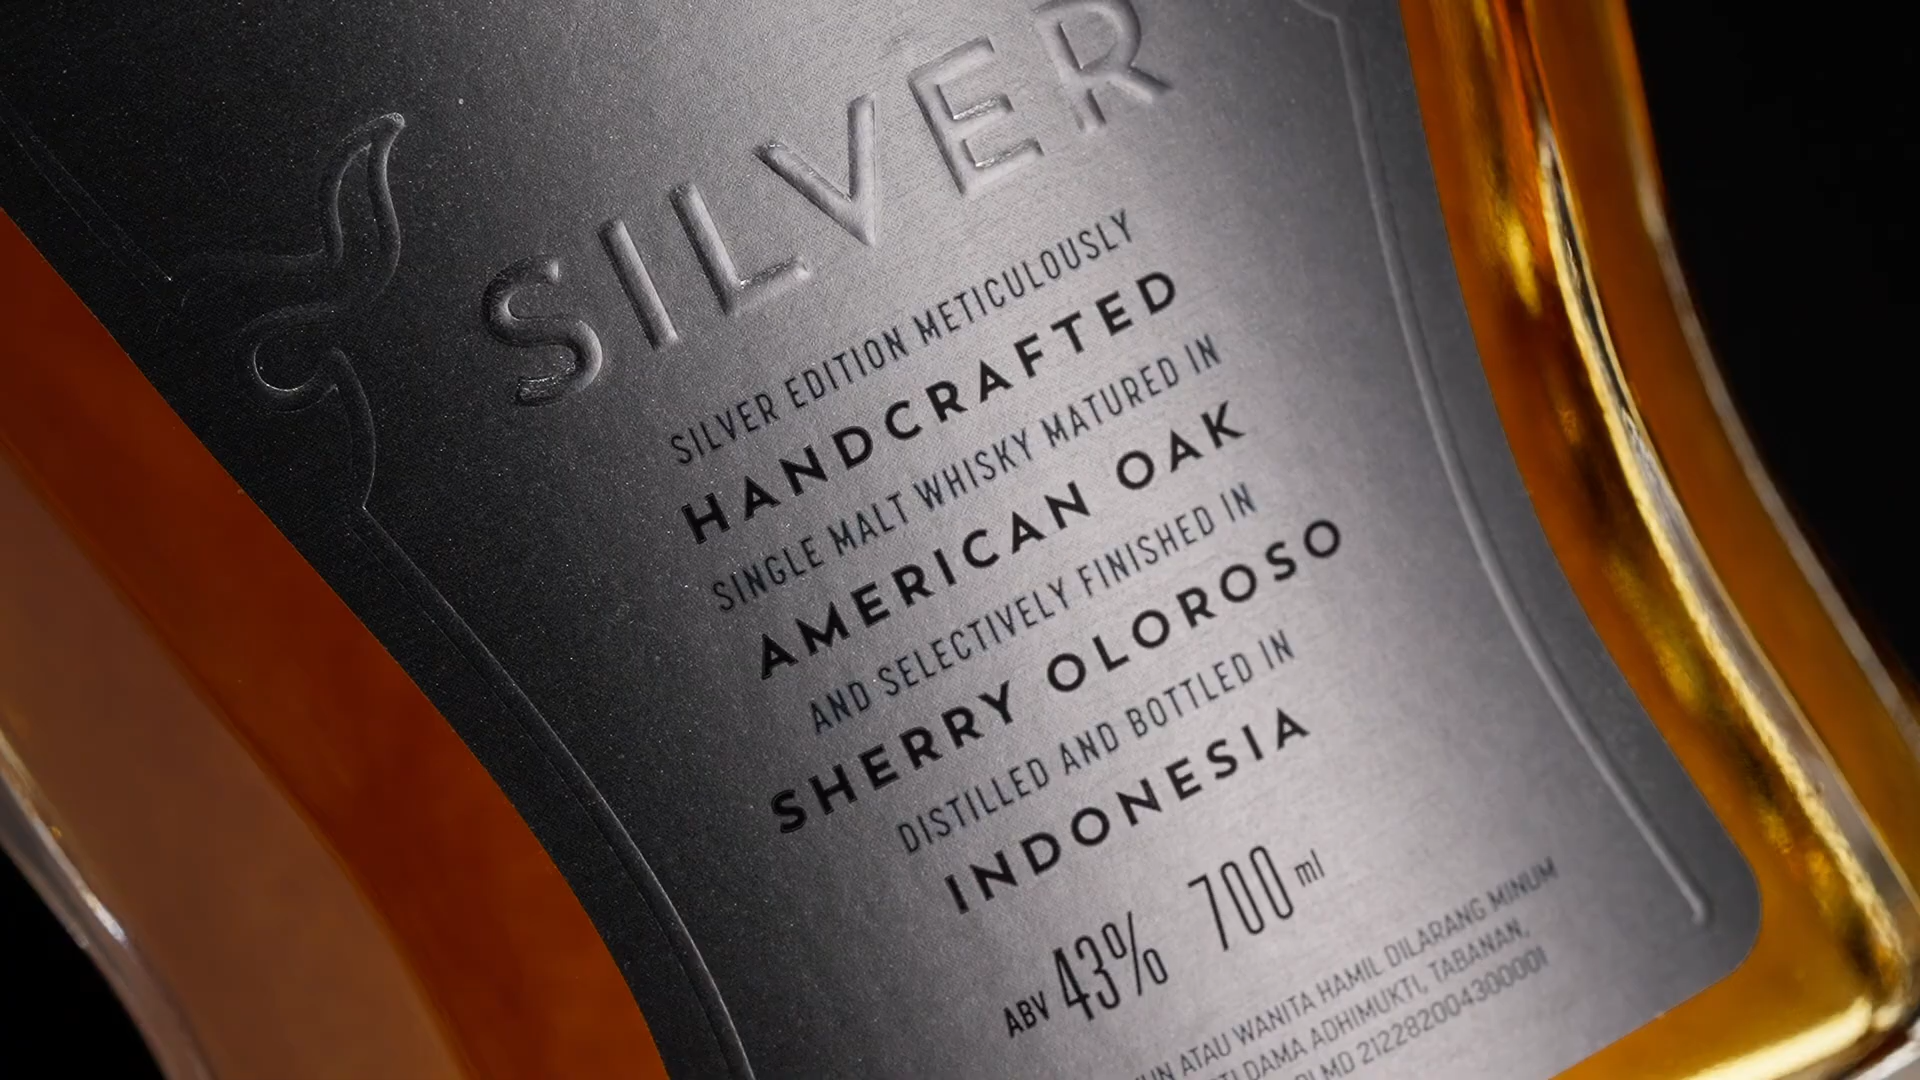 SILVER
SILVER EDITION METICULOUSLY
HANDCRAFTED
SINGLE MALT WHISKY MATURED IN
AMERICAN OAK
AND SELECTIVELY FINISHED IN
SHERRY OLOROSO
DISTILLED AND BOTTLED IN
INDONESIA
ABV 43% 700 ml
ATAU WANITA HAMIL DILARANG MINUM
DAMA ADHIMUKTI, TABANAN,
MD 212282004300001